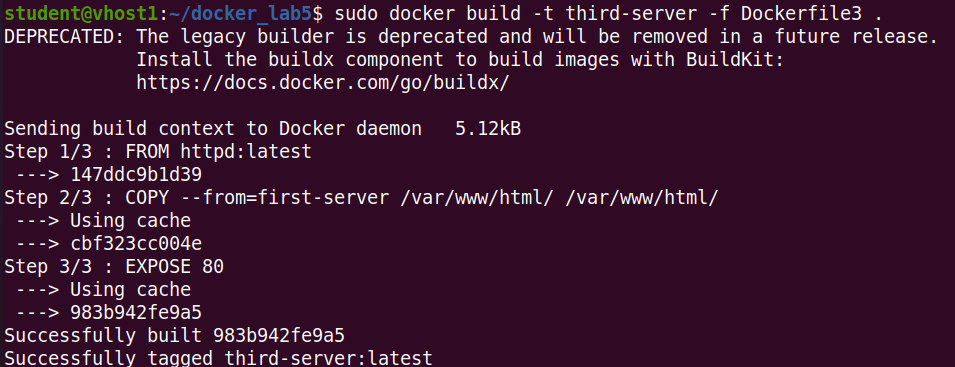 student@vhost1:~/docker_lab5$ sudo docker build -t third-server -f Dockerfile3 .
DEPRECATED: The legacy builder is deprecated and will be removed in a future release.
            Install the buildx component to build images with BuildKit:
            https://docs.docker.com/go/buildx/

Sending build context to Docker daemon   5.12kB
Step 1/3 : FROM httpd:latest
 ---> 147ddc9b1d39
Step 2/3 : COPY --from=first-server /var/www/html/ /var/www/html/
 ---> Using cache
 ---> cbf323cc004e
Step 3/3 : EXPOSE 80
 ---> Using cache
 ---> 983b942fe9a5
Successfully built 983b942fe9a5
Successfully tagged third-server:latest